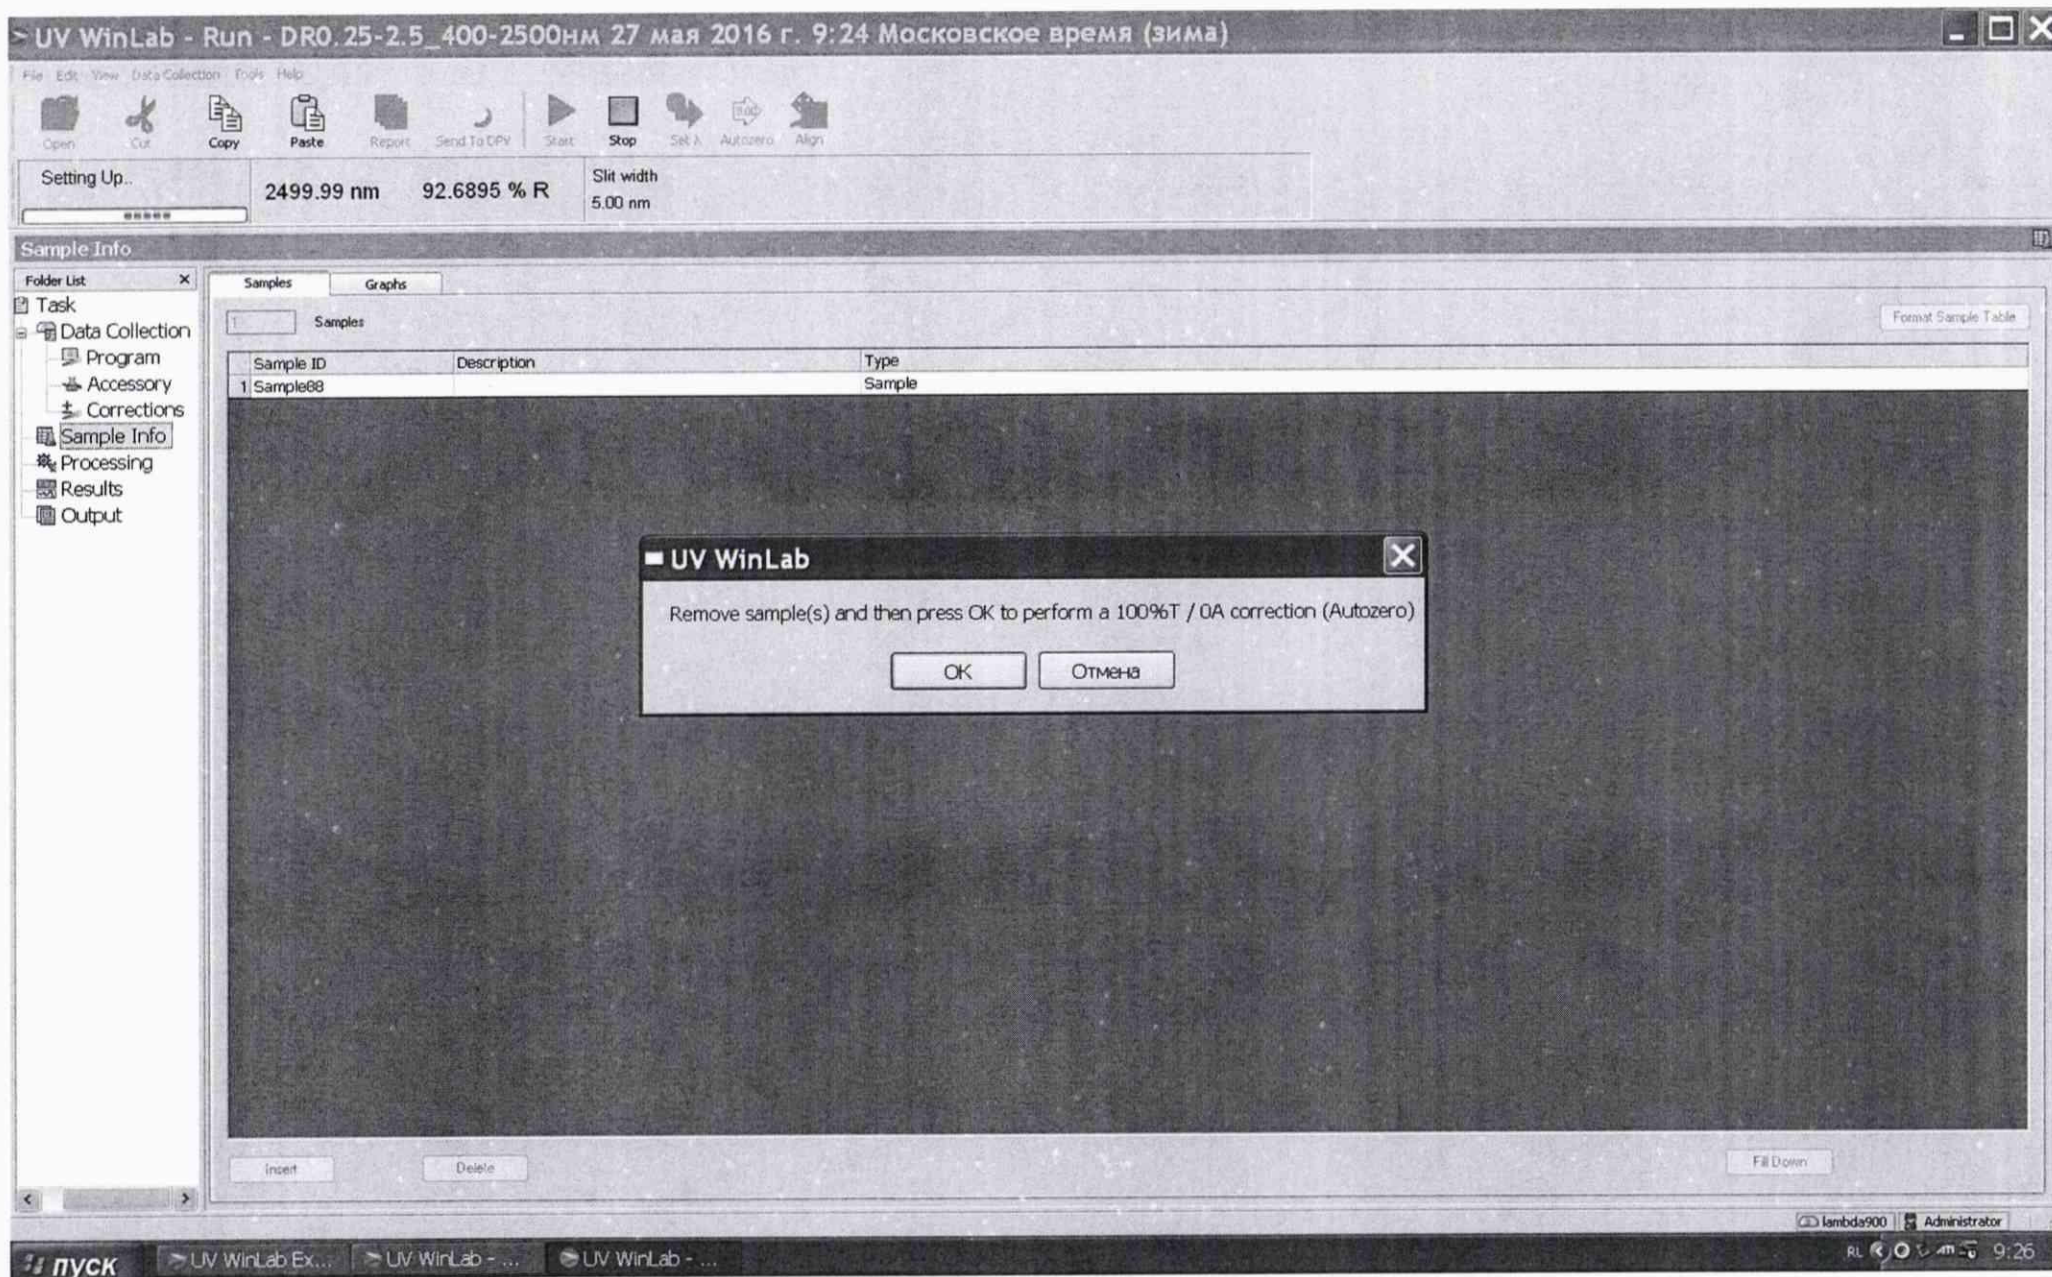 UV WinLab - Run - DR0.25-2.5_400-2500нм 27 мая 2016 г. 9:24 Московское время (зима)
File Edit View Data Collection Tools Help
Open Cut Copy Paste Report Send To DPV Start Stop Set λ Autozero Align
Setting Up..
2499.99 nm 92.6895 % R
Slit width
5.00 nm
Sample Info
Folder List
Task
Data Collection
Program
Accessory
Corrections
Sample Info
Processing
Results
Output
Samples Graphs
1 Samples
Format Sample Table
Sample ID Description Type
1 Sample88 Sample
UV WinLab
Remove sample(s) and then press OK to perform a 100%T / 0A correction (Autozero)
OK Отмена
Insert Delete Fill Down
lambda900 Administrator
пуск UV WinLab Ex... UV WinLab - ... UV WinLab - ... RL 9:26